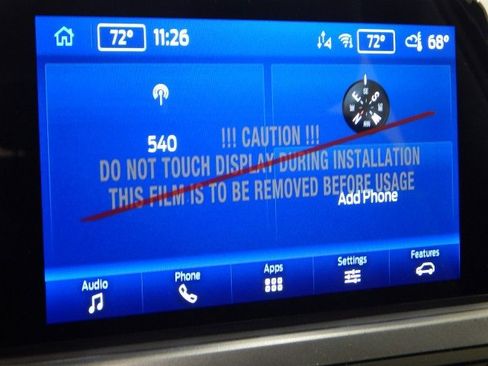 72° 11:26 72° 68°
540
!!! CAUTION !!!
DO NOT TOUCH DISPLAY DURING INSTALLATION
THIS FILM IS TO BE REMOVED BEFORE USAGE
Add Phone
Audio Phone Apps Settings Features